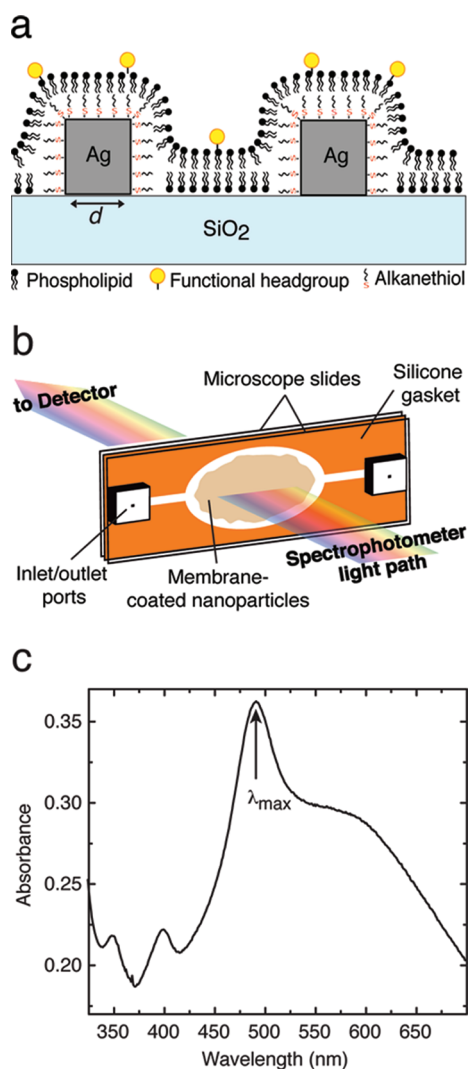 a
Ag
Ag
d
SiO2
Phospholipid
Functional headgroup
Alkanethiol
S
b
to Detector
Microscope slides
Silicone
gasket
Inlet/outlet
ports
Membrane-
coated nanoparticles
Spectrophotometer
light path
c
Absorbance
0.35
0.30
0.25
0.20
λmax
350 400 450 500 550 600 650
Wavelength (nm)